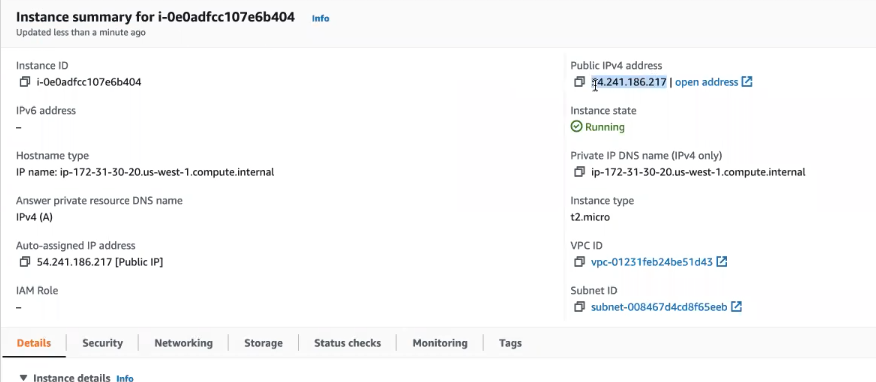 Instance summary for i-0e0adfcc107e6b404 Info
Updated less than a minute ago
Instance ID
i-0e0adfcc107e6b404
Public IPv4 address
54.241.186.217 | open address
IPv6 address
–
Instance state
Running
Hostname type
IP name: ip-172-31-30-20.us-west-1.compute.internal
Private IP DNS name (IPv4 only)
ip-172-31-30-20.us-west-1.compute.internal
Answer private resource DNS name
IPv4 (A)
Instance type
t2.micro
Auto-assigned IP address
54.241.186.217 [Public IP]
VPC ID
vpc-01231feb24be51d43
IAM Role
–
Subnet ID
subnet-008467d4cd8f65eeb
Details Security Networking Storage Status checks Monitoring Tags
Instance details Info